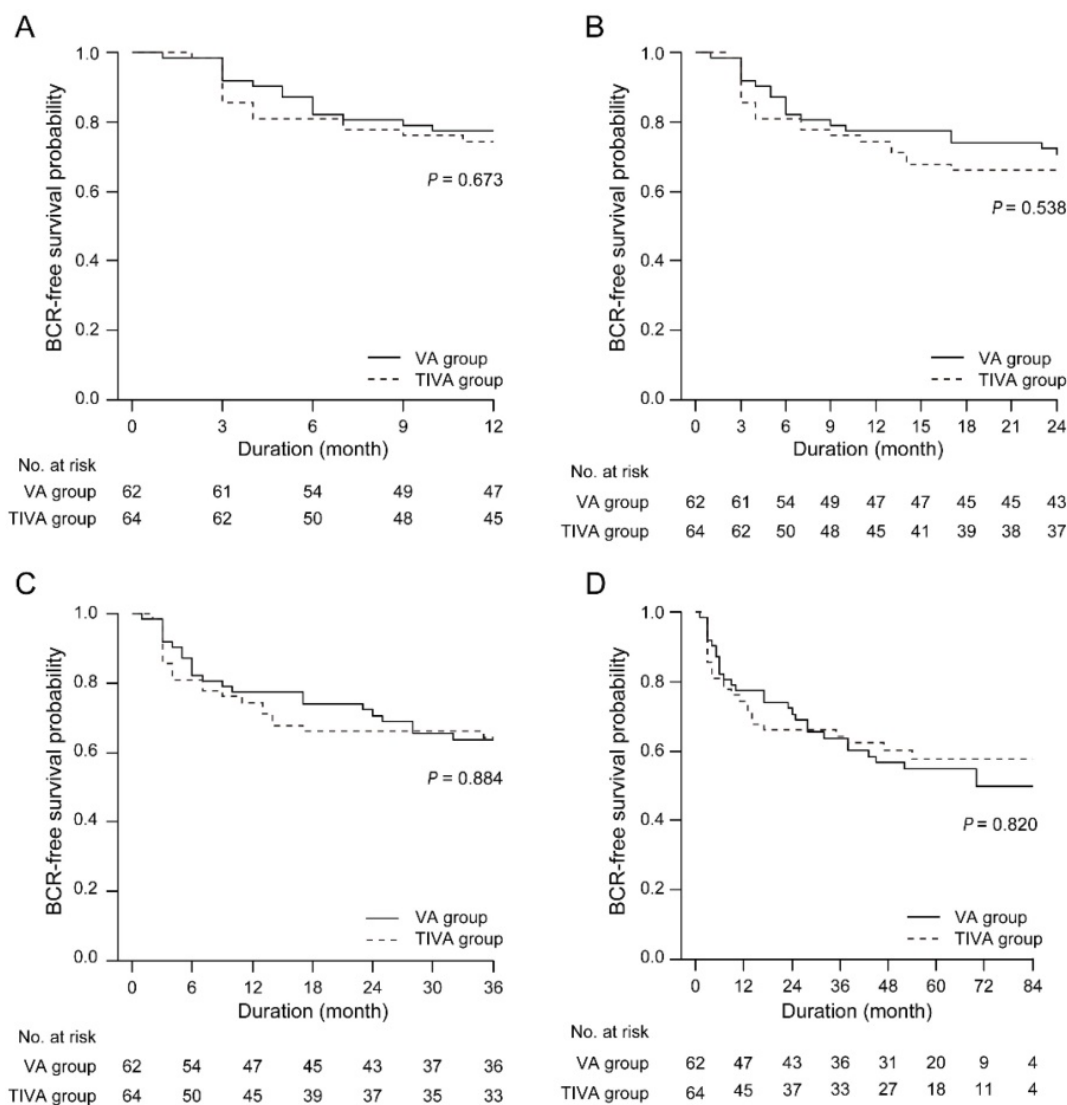 A
BCR-free survival probability
1.0
0.8
0.6
0.4
0.2
0.0
P = 0.673
VA group
TIVA group
0 3 6 9 12
Duration (month)
No. at risk
VA group 62 61 54 49 47
TIVA group 64 62 50 48 45
B
BCR-free survival probability
1.0
0.8
0.6
0.4
0.2
0.0
P = 0.538
VA group
TIVA group
0 3 6 9 12 15 18 21 24
Duration (month)
No. at risk
VA group 62 61 54 49 47 47 45 45 43
TIVA group 64 62 50 48 45 41 39 38 37
C
BCR-free survival probability
1.0
0.8
0.6
0.4
0.2
0.0
P = 0.884
VA group
TIVA group
0 6 12 18 24 30 36
Duration (month)
No. at risk
VA group 62 54 47 45 43 37 36
TIVA group 64 50 45 39 37 35 33
D
BCR-free survival probability
1.0
0.8
0.6
0.4
0.2
0.0
P = 0.820
VA group
TIVA group
0 12 24 36 48 60 72 84
Duration (month)
No. at risk
VA group 62 47 43 36 31 20 9 4
TIVA group 64 45 37 33 27 18 11 4